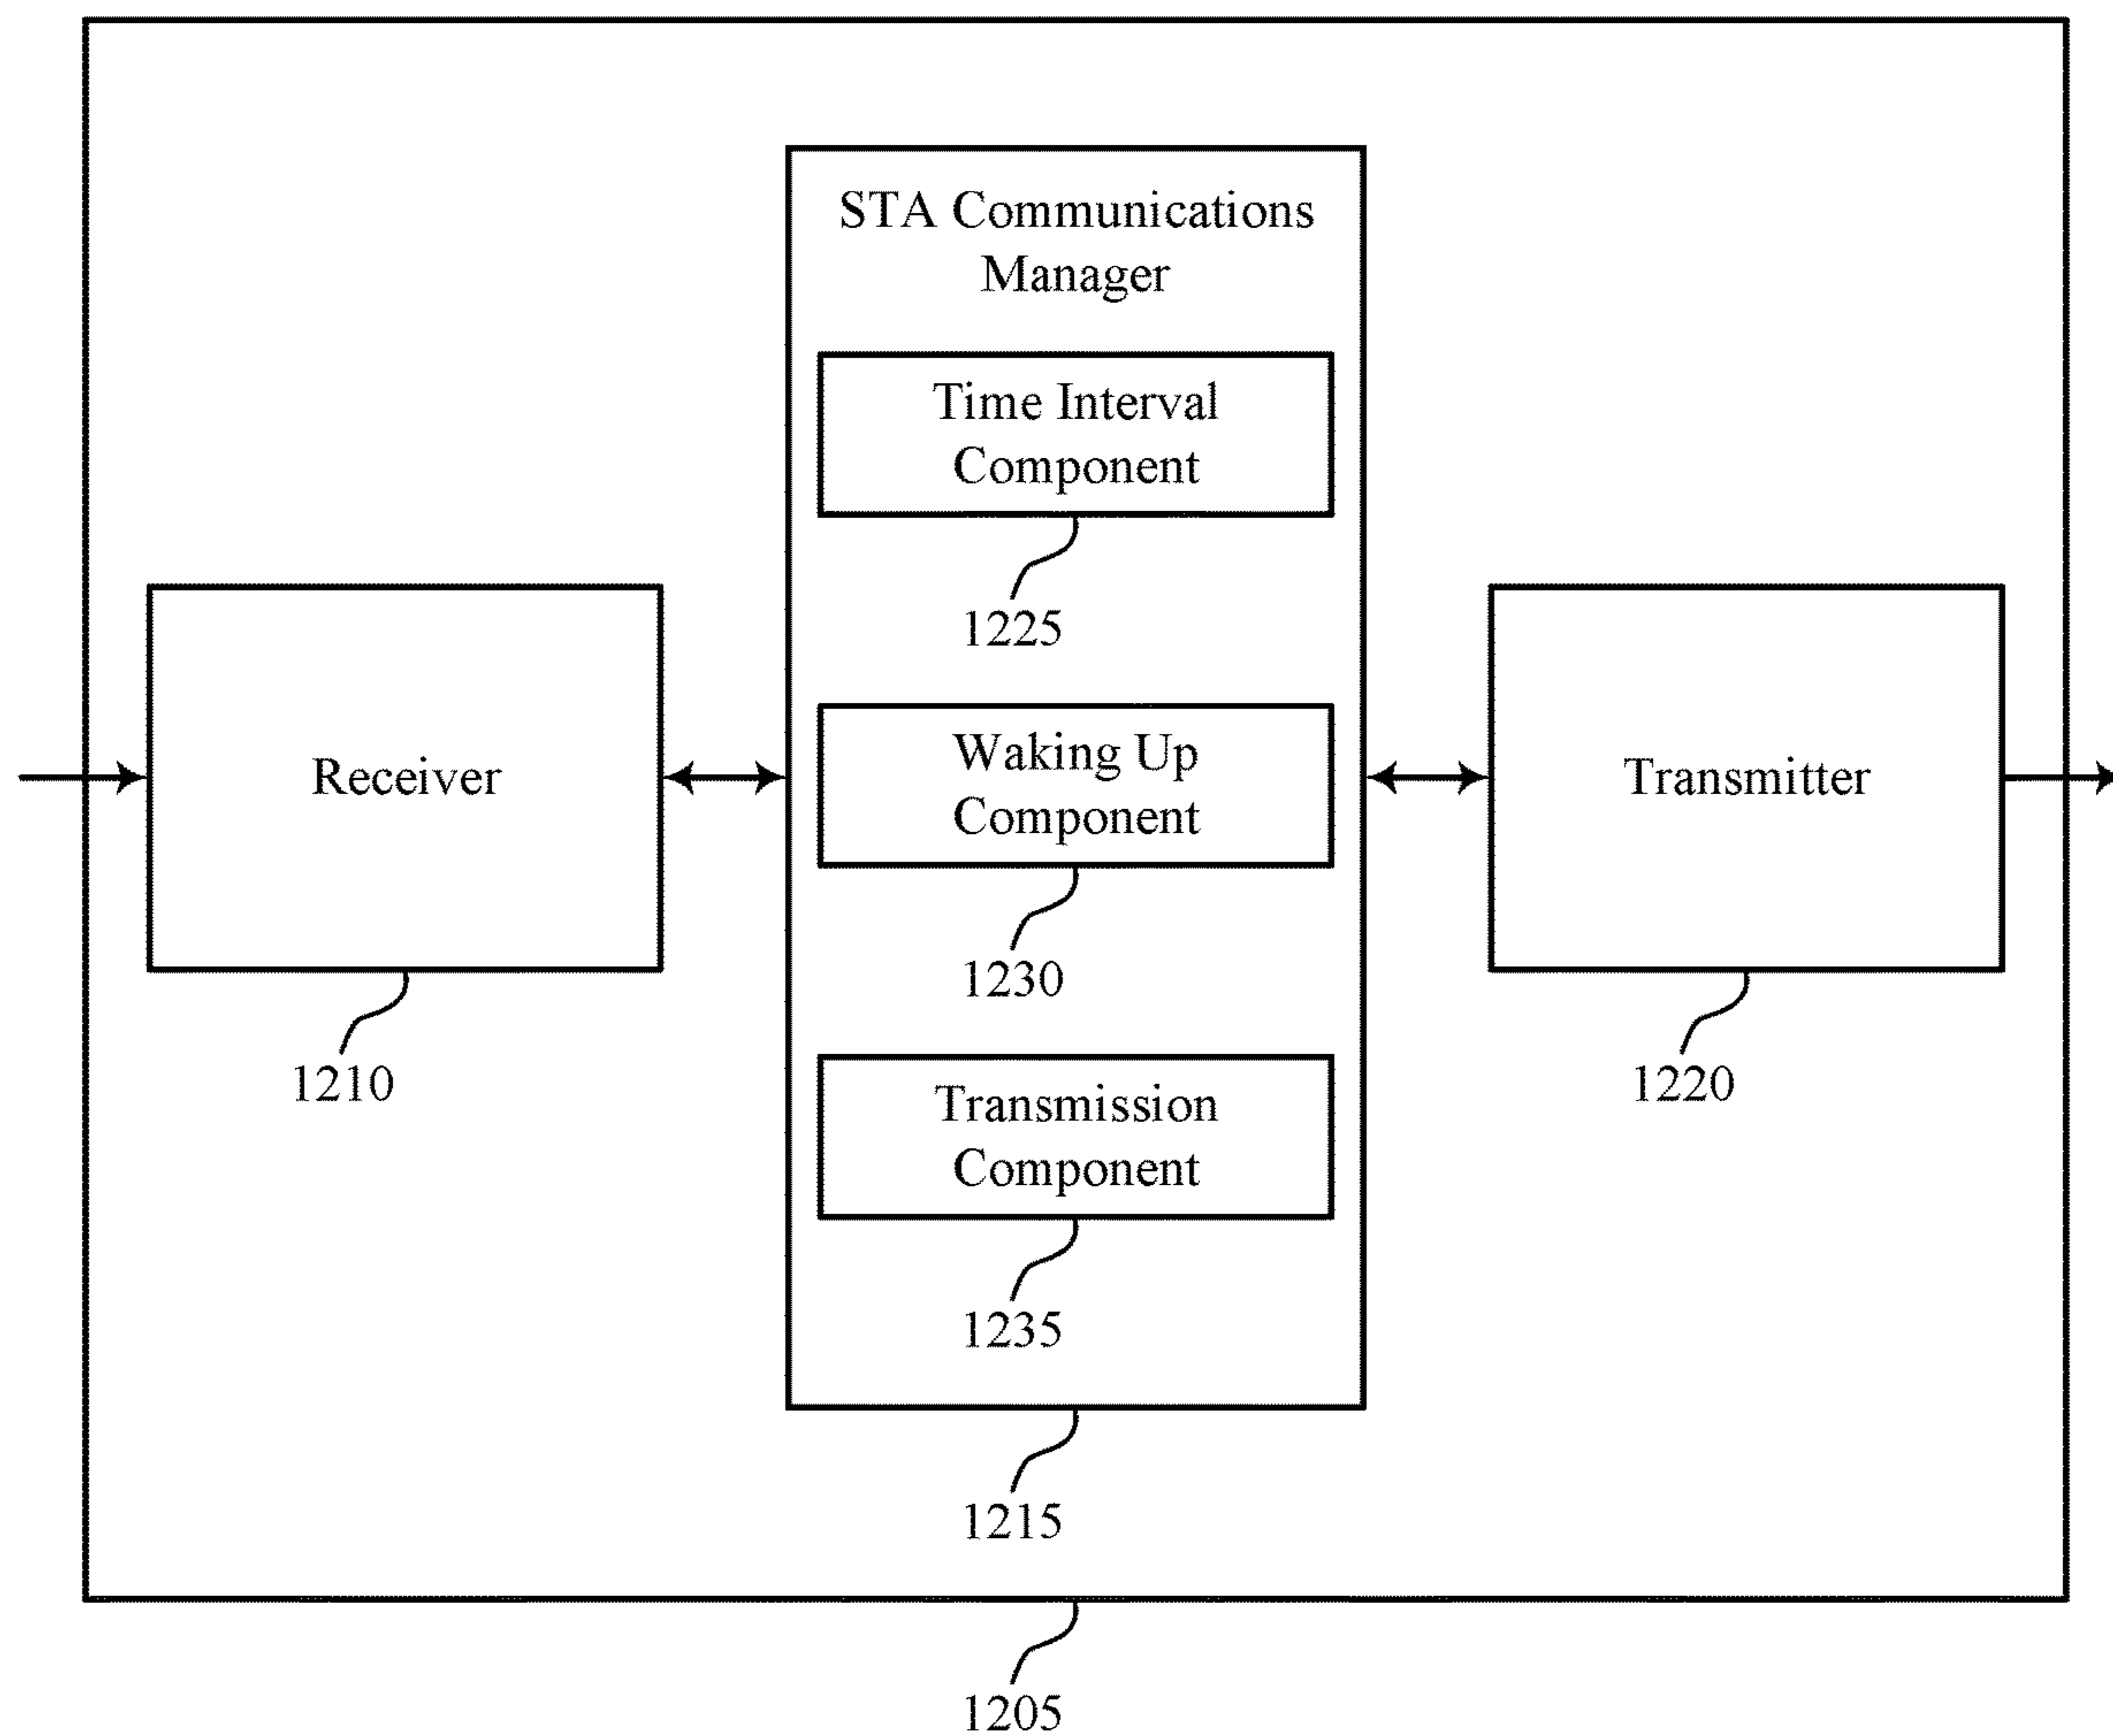 STA Communications
Manager
Time Interval
Component
1225
Receiver
1210
Waking Up
Component
1230
Transmitter
1220
Transmission
Component
1235
1215
1205